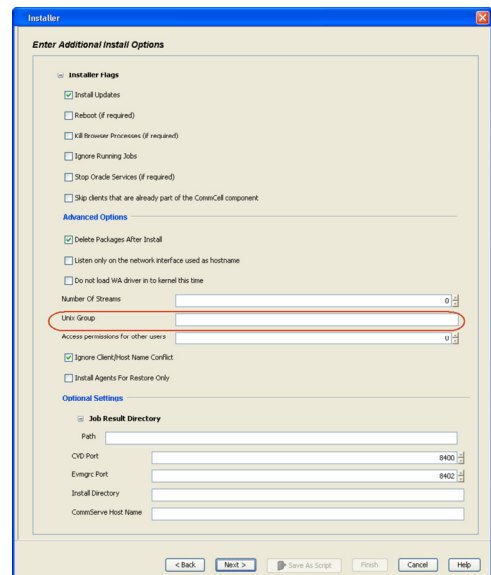 Installer
Enter Additional Install Options
Installer Flags
Install Updates
Reboot (if required)
Kill Browser Processes (if required)
Ignore Running Jobs
Stop Oracle Services (if required)
Skip clients that are already part of the CommCell component
Advanced Options
Delete Packages After Install
Listen only on the network interface used as hostname
Do not load WA driver in to kernel this time
Number Of Streams 0
Unix Group
Access permissions for other users 0
Ignore Client/Host Name Conflict
Install Agents For Restore Only
Optional Settings
Job Result Directory
Path
CVD Port 8400
Evmgrc Port 8402
Install Directory
CommServe Host Name
< Back Next > Save As Script Finish Cancel Help